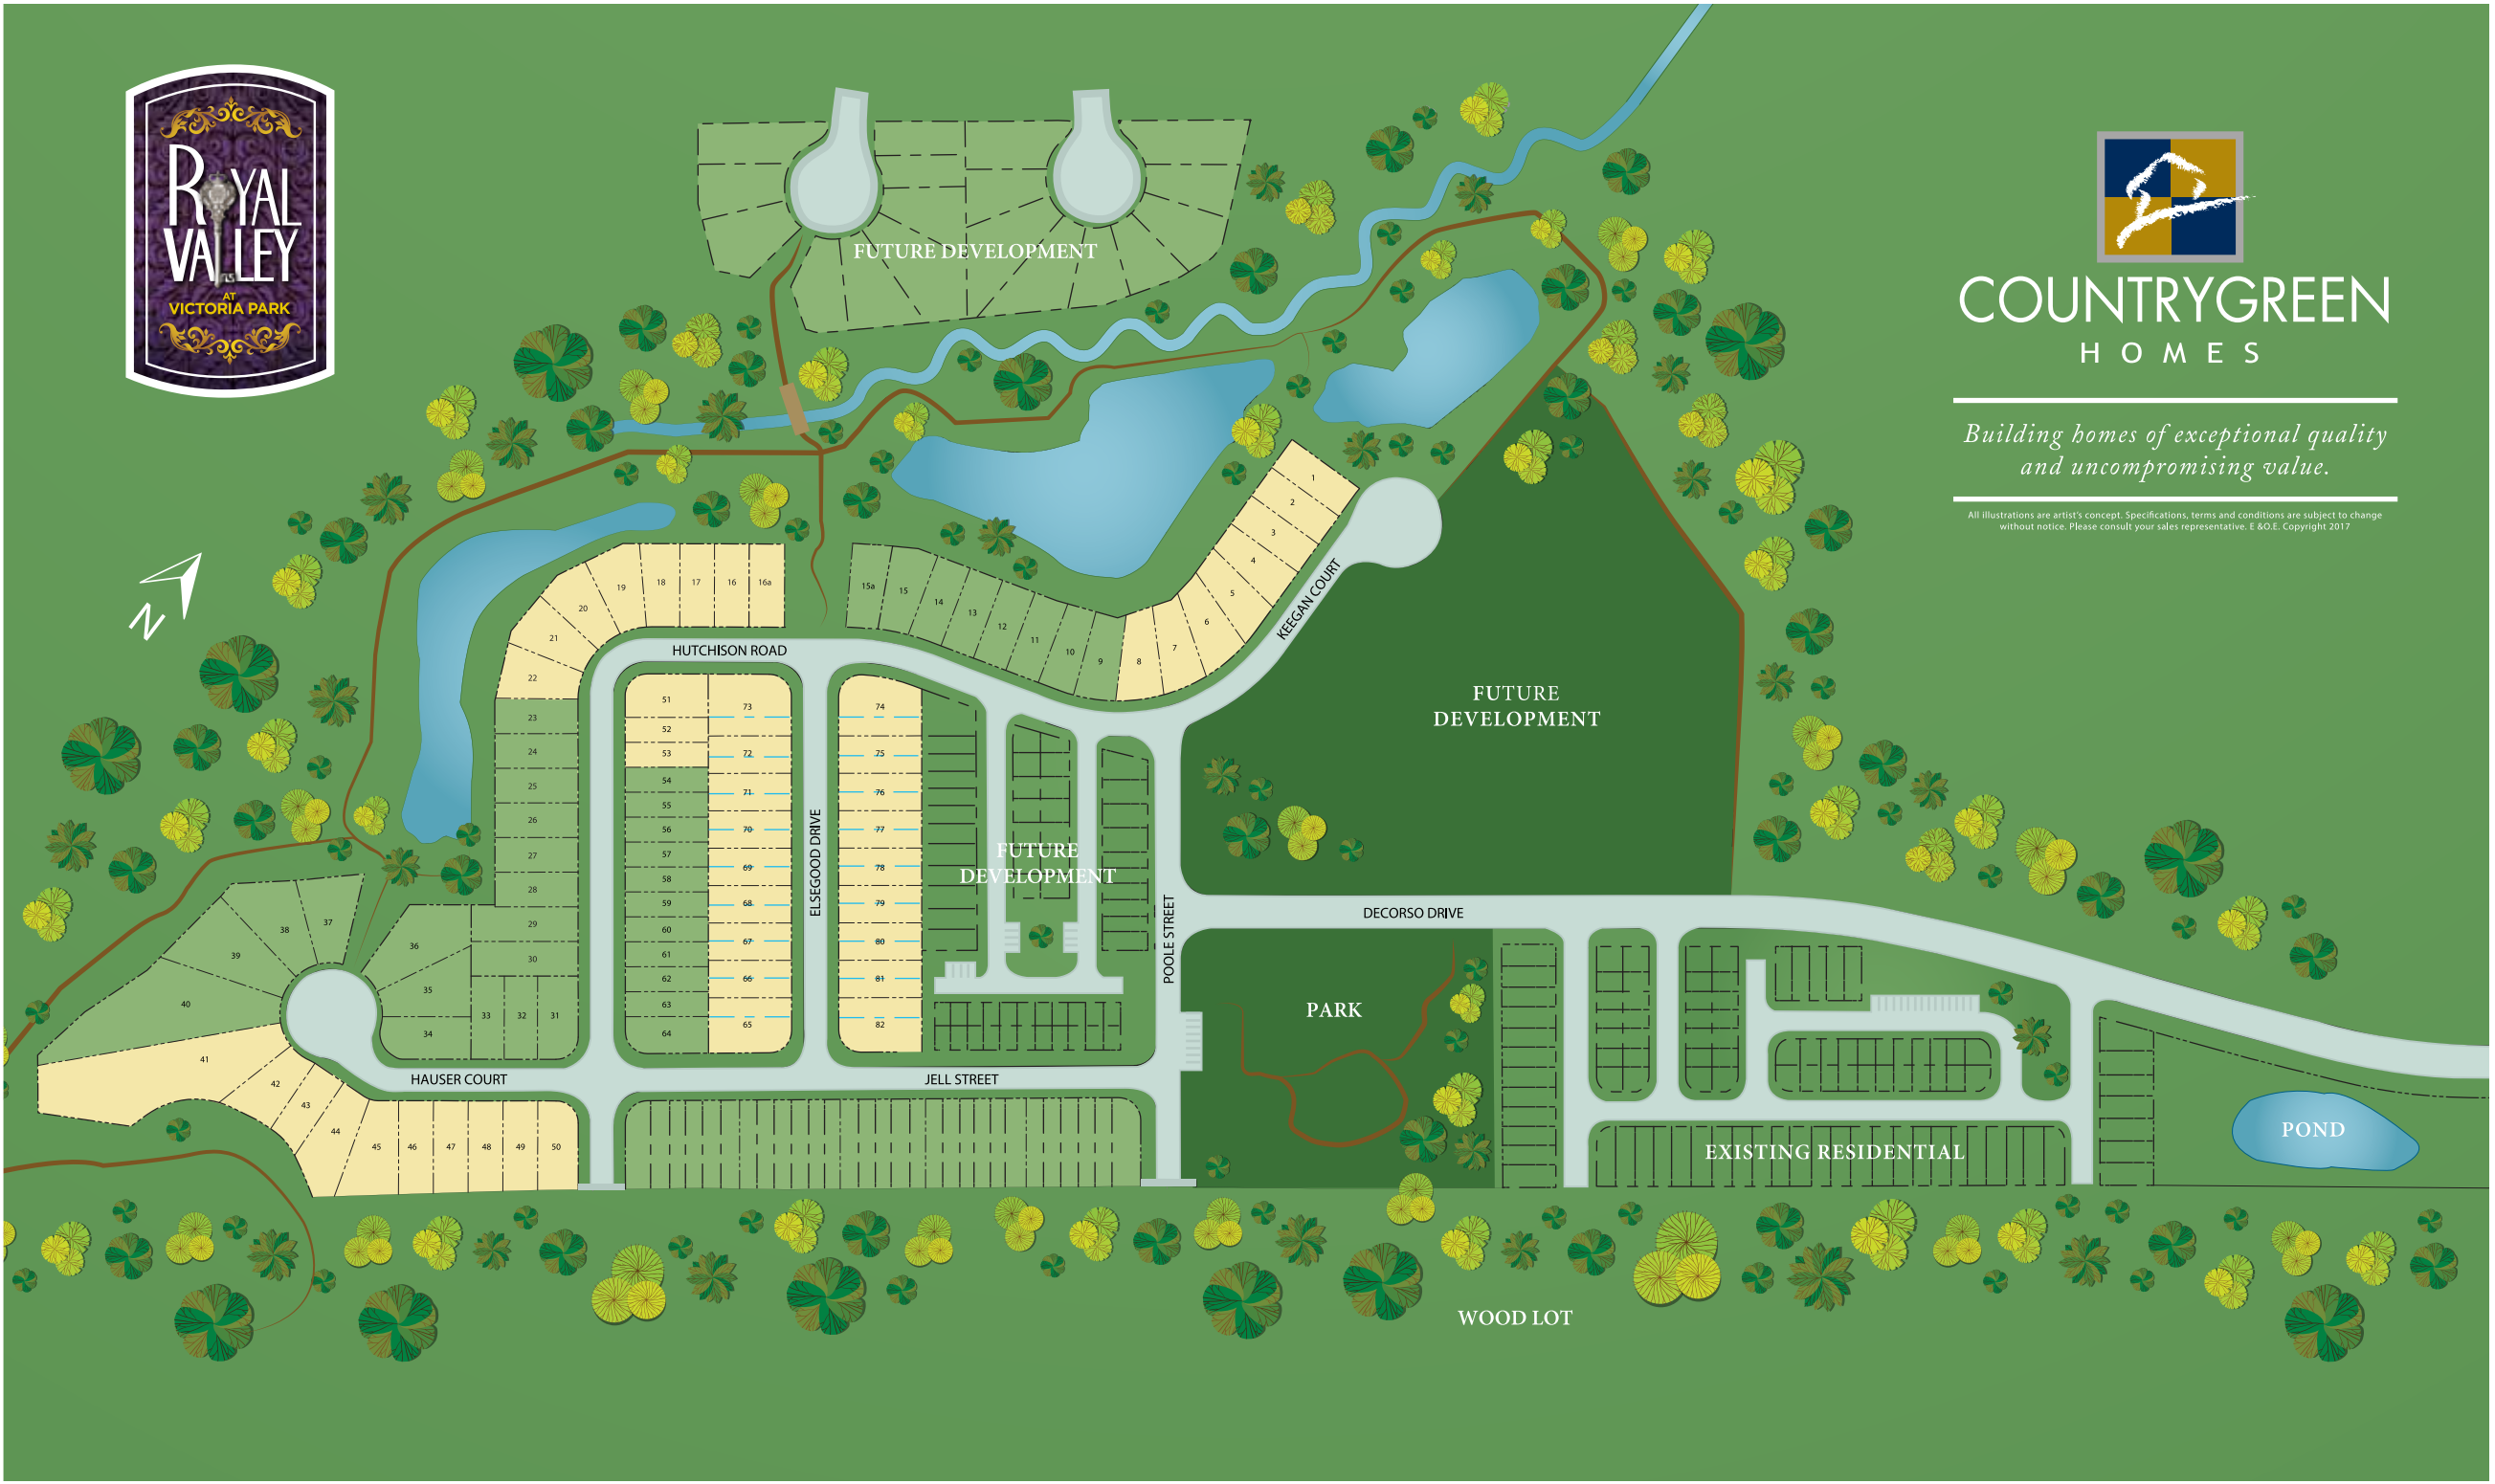 ROYAL
VALLEY
AT
VICTORIA PARK
COUNTRYGREEN
HOMES
Building homes of exceptional quality
and uncompromising value.
All illustrations are artist's concept. Specifications, terms and conditions are subject to change
without notice. Please consult your sales representative. E &O.E. Copyright 2017
FUTURE DEVELOPMENT
N
1
2
3
4
5
6
7
8
9
10
11
12
13
14
15
15a
16a
16
17
18
19
20
21
22
23
24
25
26
27
28
29
30
31
32
33
34
35
36
37
38
39
40
41
42
43
44
45
46
47
48
49
50
KEEGAN COURT
HUTCHISON ROAD
51
52
53
54
55
56
57
58
59
60
61
62
63
64
73
72
71
70
69
68
67
66
65
ELSEGOOD DRIVE
74
75
76
77
78
79
80
81
82
FUTURE
DEVELOPMENT
FUTURE
DEVELOPMENT
POOLE STREET
DECORSO DRIVE
PARK
HAUSER COURT
JELL STREET
EXISTING RESIDENTIAL
POND
WOOD LOT